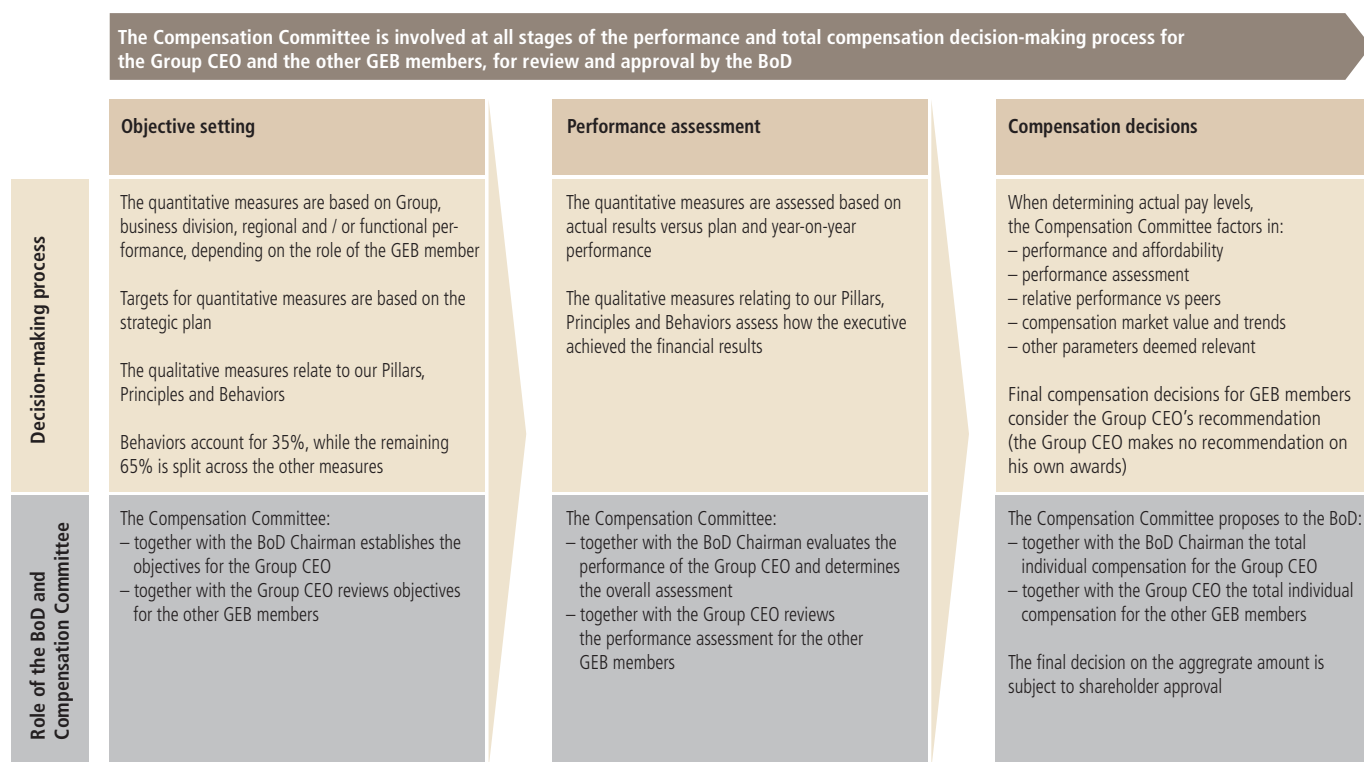 The Compensation Committee is involved at all stages of the performance and total compensation decision-making process for
the Group CEO and the other GEB members, for review and approval by the BoD
Objective setting
Performance assessment
Compensation decisions
Decision-making process
The quantitative measures are based on Group,
business division, regional and / or functional per-
formance, depending on the role of the GEB member
Targets for quantitative measures are based on the
strategic plan
The qualitative measures relate to our Pillars,
Principles and Behaviors
Behaviors account for 35%, while the remaining
65% is split across the other measures
The quantitative measures are assessed based on
actual results versus plan and year-on-year
performance
The qualitative measures relating to our Pillars,
Principles and Behaviors assess how the executive
achieved the financial results
When determining actual pay levels,
the Compensation Committee factors in:
– performance and affordability
– performance assessment
– relative performance vs peers
– compensation market value and trends
– other parameters deemed relevant
Final compensation decisions for GEB members
consider the Group CEO’s recommendation
(the Group CEO makes no recommendation on
his own awards)
Role of the BoD and
Compensation Committee
The Compensation Committee:
– together with the BoD Chairman establishes the
objectives for the Group CEO
– together with the Group CEO reviews objectives
for the other GEB members
The Compensation Committee:
– together with the BoD Chairman evaluates the
performance of the Group CEO and determines
the overall assessment
– together with the Group CEO reviews
the performance assessment for the other
GEB members
The Compensation Committee proposes to the BoD:
– together with the BoD Chairman the total
individual compensation for the Group CEO
– together with the Group CEO the total individual
compensation for the other GEB members
The final decision on the aggregrate amount is
subject to shareholder approval